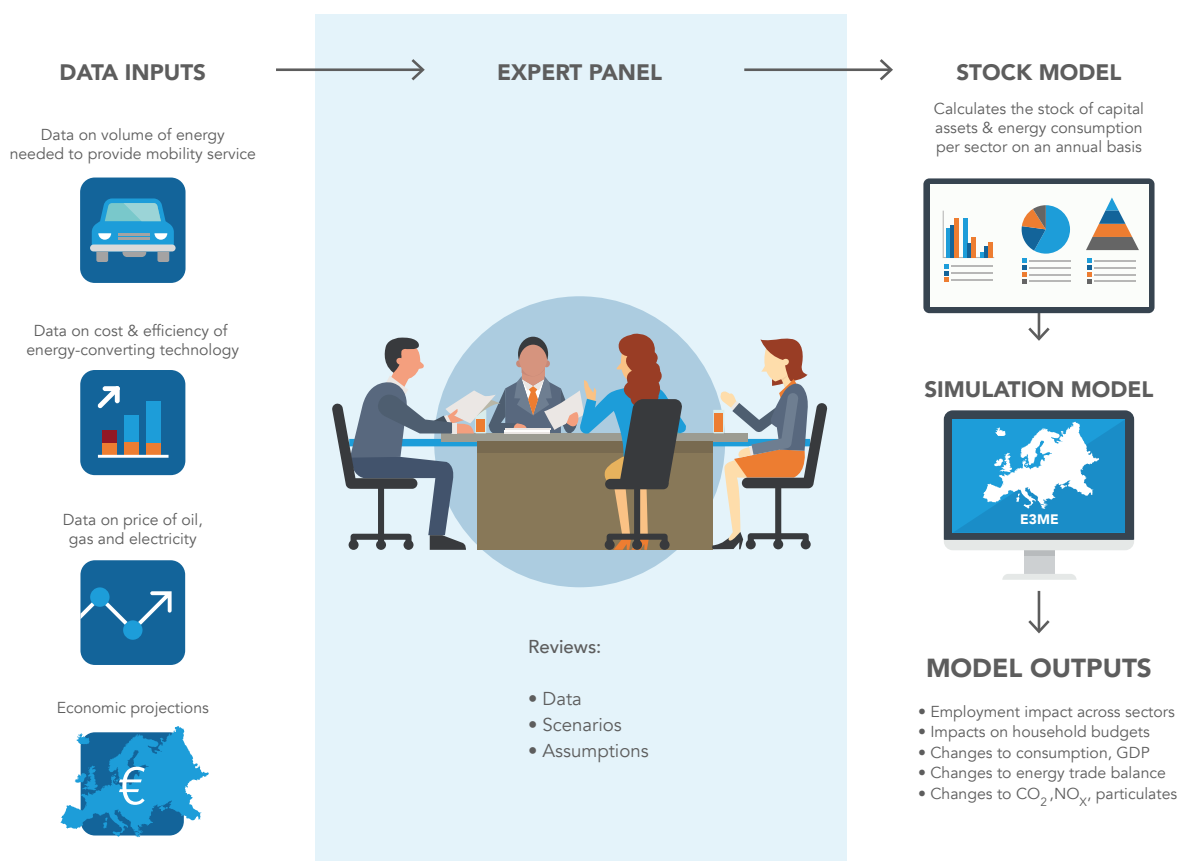 DATA INPUTS
Data on volume of energy
needed to provide mobility service
Data on cost & efficiency of
energy-converting technology
Data on price of oil,
gas and electricity
Economic projections
€
EXPERT PANEL
Reviews:
• Data
• Scenarios
• Assumptions
STOCK MODEL
Calculates the stock of capital
assets & energy consumption
per sector on an annual basis
SIMULATION MODEL
E3ME
MODEL OUTPUTS
• Employment impact across sectors
• Impacts on household budgets
• Changes to consumption, GDP
• Changes to energy trade balance
• Changes to CO₂,NOₓ, particulates